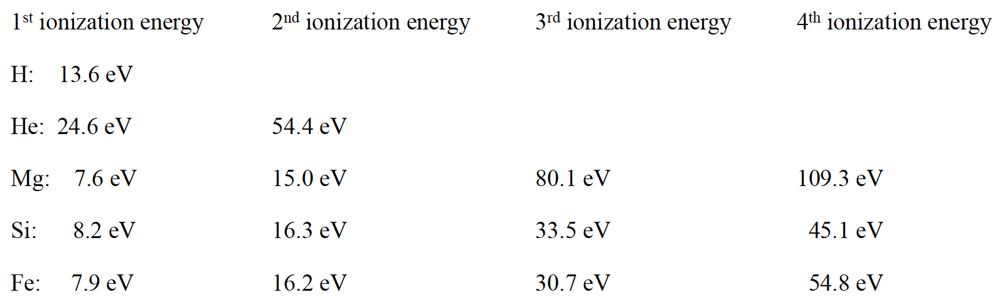 1st ionization energy 2nd ionization energy 3rd ionization energy 4th ionization energy
H: 13.6 eV
He: 24.6 eV 54.4 eV
Mg: 7.6 eV 15.0 eV 80.1 eV 109.3 eV
Si: 8.2 eV 16.3 eV 33.5 eV 45.1 eV
Fe: 7.9 eV 16.2 eV 30.7 eV 54.8 eV